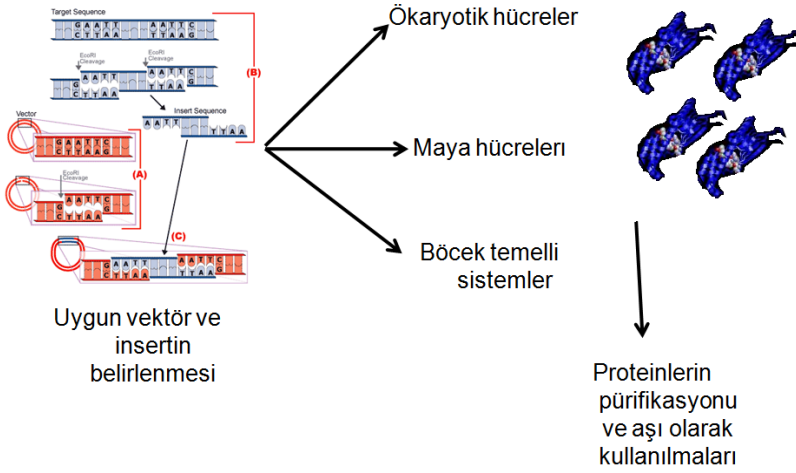 Target Sequence
G A A T T C
C T T A A G
EcoRI
Cleavage
EcoRI
Cleavage
A A T T
G
C T T A A
A A T T C
G
T T A A
(B)
Insert Sequence
A A T T
T T A A
Vector
G A A T T C
C T T A A G
(A)
EcoRI
Cleavage
A A T T C
G
G
C T T A A
(C)
G A A T T
C T T A A
A A T T C
T T A A G
Uygun vektör ve
insertin
belirlenmesi
Ökaryotik hücreler
Maya hücrelerı
Böcek temelli
sistemler
Proteinlerin
pürifikasyonu
ve aşı olarak
kullanılmaları